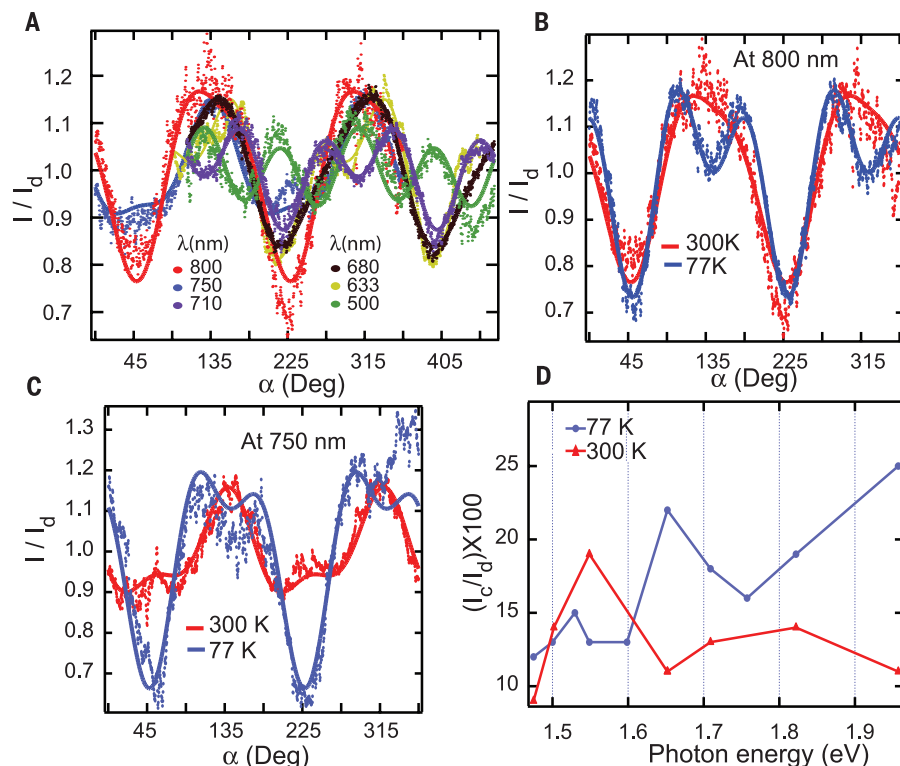 A
I / I_d
1.2
1.1
1.0
0.9
0.8
0.7
λ(nm)
800
750
710
λ(nm)
680
633
500
45 135 225 315 405
α (Deg)
B
At 800 nm
I / I_d
1.2
1.1
1.0
0.9
0.8
0.7
300K
77K
45 135 225 315
α (Deg)
C
At 750 nm
I / I_d
1.3
1.2
1.1
1.0
0.9
0.8
0.7
300 K
77 K
45 135 225 315
α (Deg)
D
77 K
300 K
(I_c/I_d)X100
25
20
15
10
1.5 1.6 1.7 1.8 1.9
Photon energy (eV)